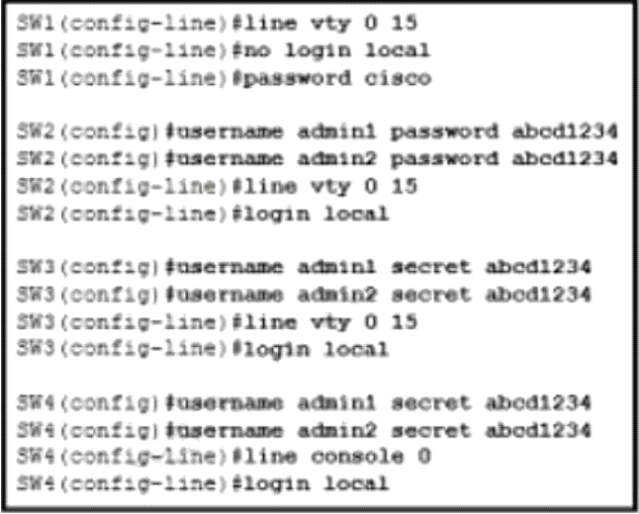 SW1(config-line)#line vty 0 15
SW1(config-line)#no login local
SW1(config-line)#password cisco
SW2(config)#username admin1 password abcd1234
SW2(config)#username admin2 password abcd1234
SW2(config-line)#line vty 0 15
SW2(config-line)#login local
SW3(config)#username admin1 secret abcd1234
SW3(config)#username admin2 secret abcd1234
SW3(config-line)#line vty 0 15
SW3(config-line)#login local
SW4(config)#username admin1 secret abcd1234
SW4(config)#username admin2 secret abcd1234
SW4(config-line)#line console 0
SW4(config-line)#login local